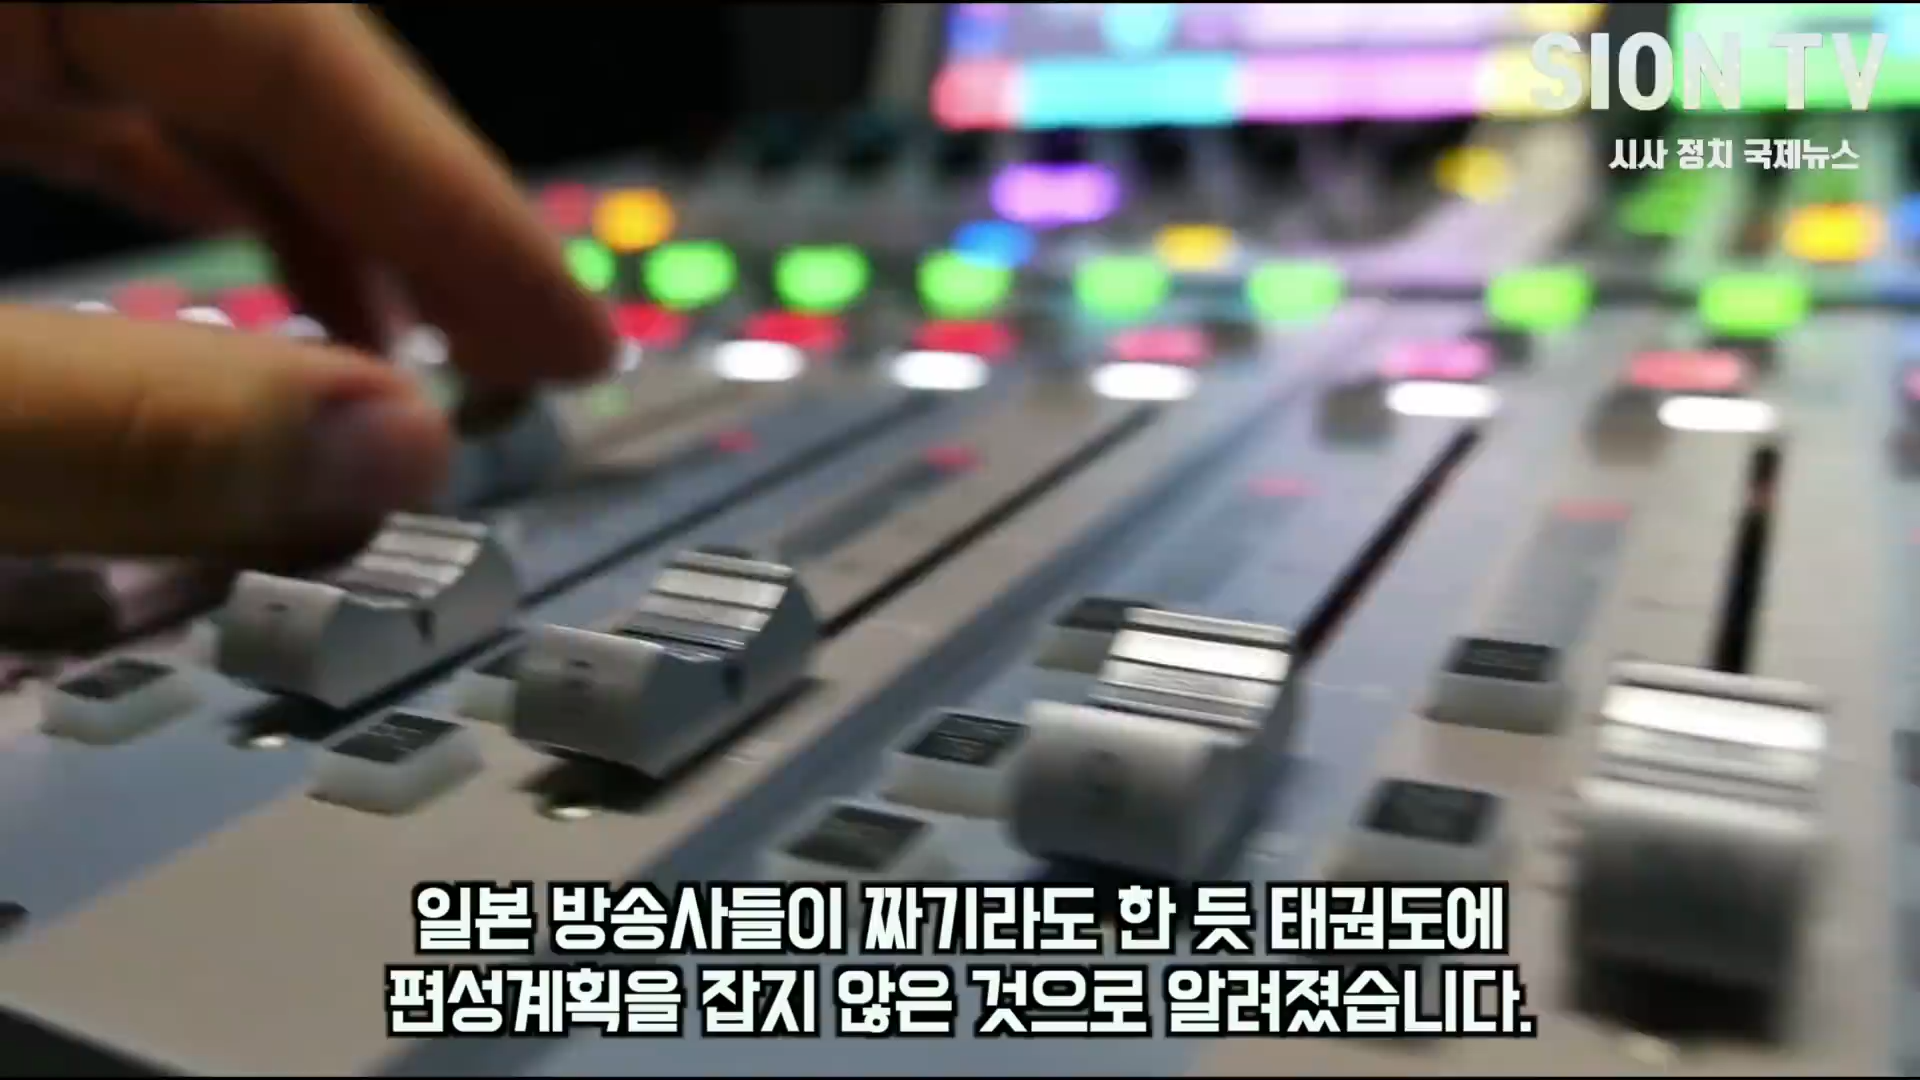 SION TV
시사 정치 국제뉴스
일본 방송사들이 짜기라도 한 듯 태권도에
편성계획을 잡지 않은 것으로 알려졌습니다.